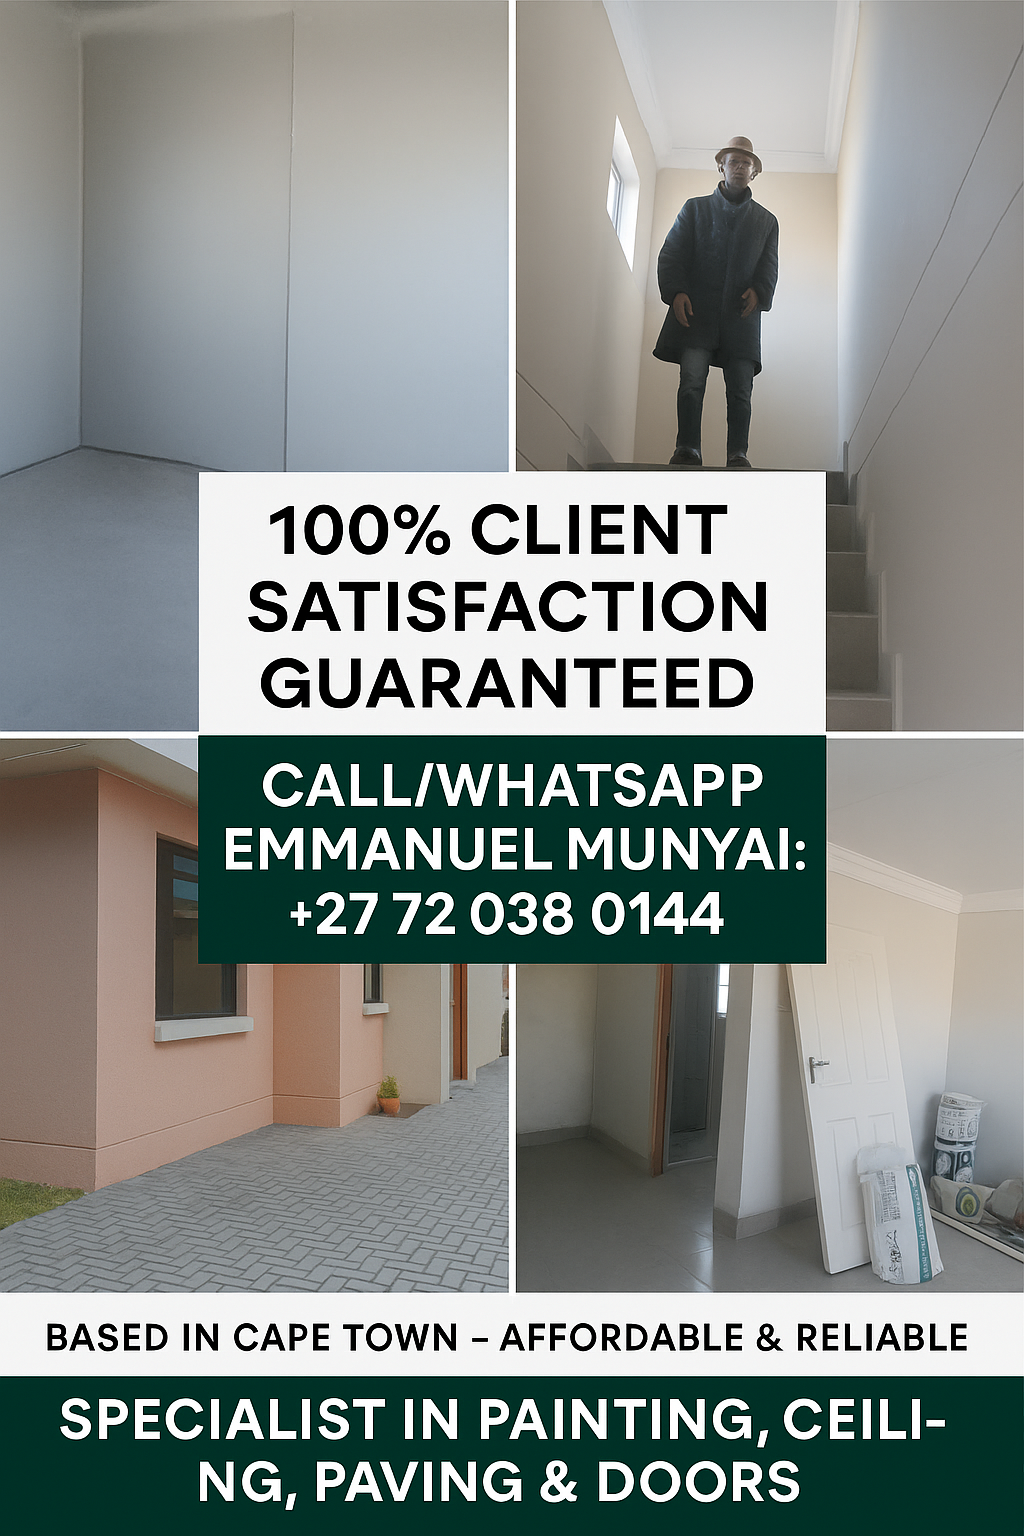 100% CLIENT
SATISFACTION
GUARANTEED
CALL/WHATSAPP
EMMANUEL MUNYAI:
+27 72 038 0144
BASED IN CAPE TOWN – AFFORDABLE & RELIABLE
SPECIALIST IN PAINTING, CEILI-
NG, PAVING & DOORS